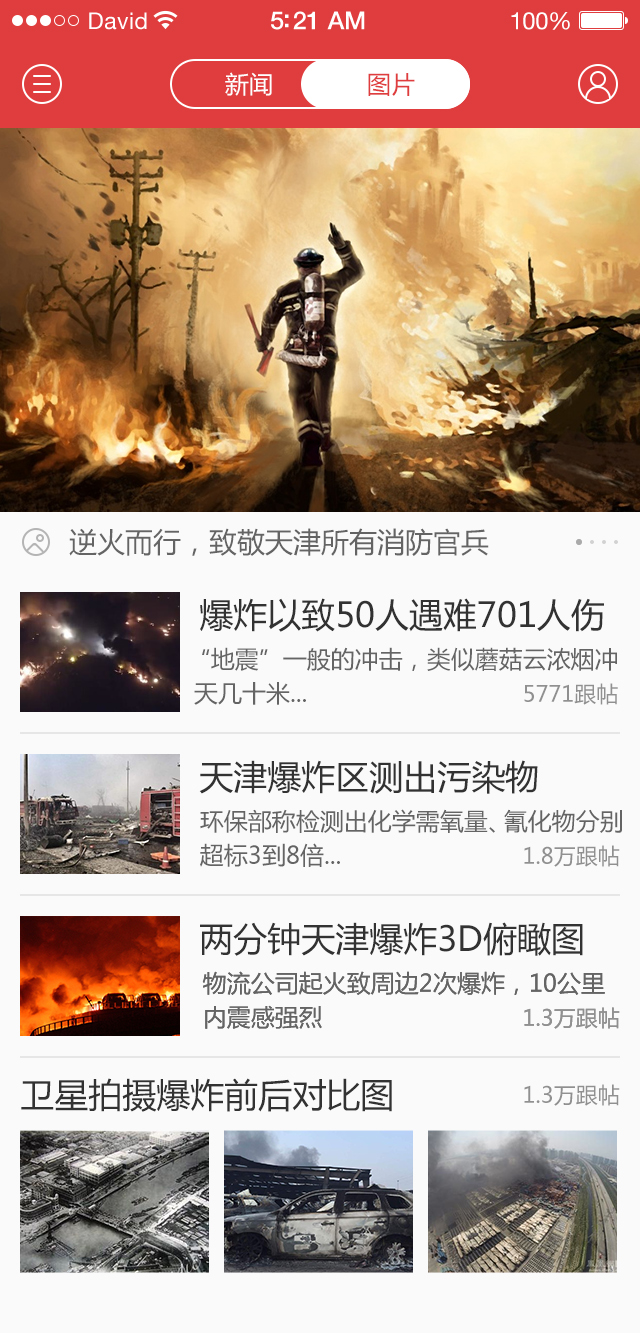 David 5:21 AM 100%
新闻 图片
逆火而行，致敬天津所有消防官兵
爆炸以致50人遇难701人伤
“地震”一般的冲击，类似蘑菇云浓烟冲
天几十米... 5771跟帖
天津爆炸区测出污染物
环保部称检测出化学需氧量、氰化物分别
超标3到8倍... 1.8万跟帖
两分钟天津爆炸3D俯瞰图
物流公司起火致周边2次爆炸，10公里
内震感强烈 1.3万跟帖
卫星拍摄爆炸前后对比图 1.3万跟帖